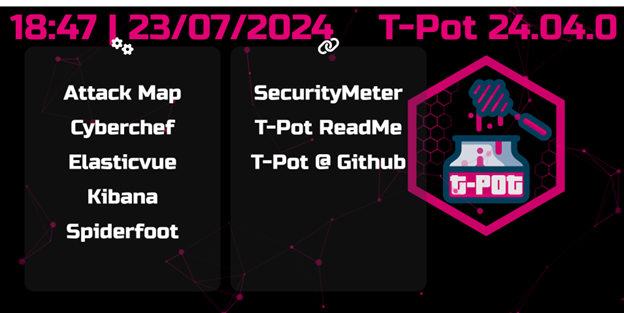 18:47 | 23/07/2024
T-Pot 24.04.0
Attack Map
Cyberchef
Elasticvue
Kibana
Spiderfoot
SecurityMeter
T-Pot ReadMe
T-Pot @ Github
t-pot